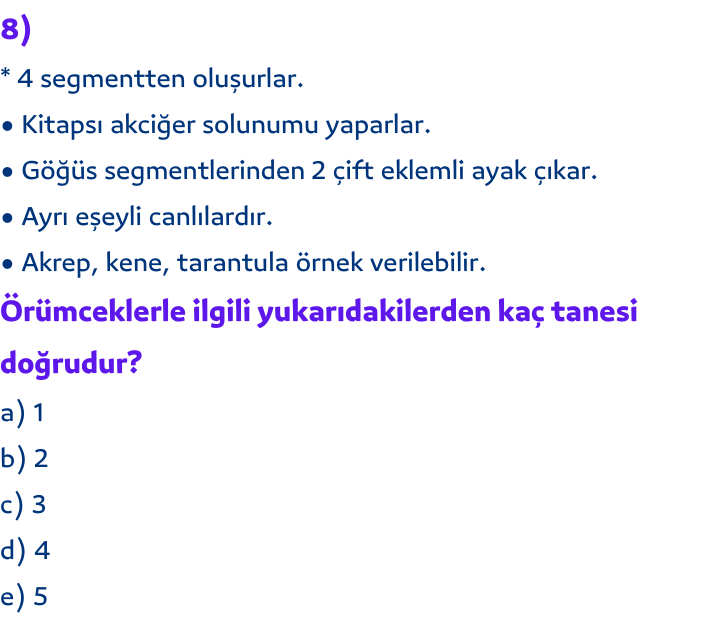 8)
* 4 segmentten oluşurlar.
• Kitapsı akciğer solunumu yaparlar.
• Göğüs segmentlerinden 2 çift eklemli ayak çıkar.
• Ayrı eşeyli canlılardır.
• Akrep, kene, tarantula örnek verilebilir.
Örümceklerle ilgili yukarıdakilerden kaç tanesi
doğrudur?
a) 1
b) 2
c) 3
d) 4
e) 5